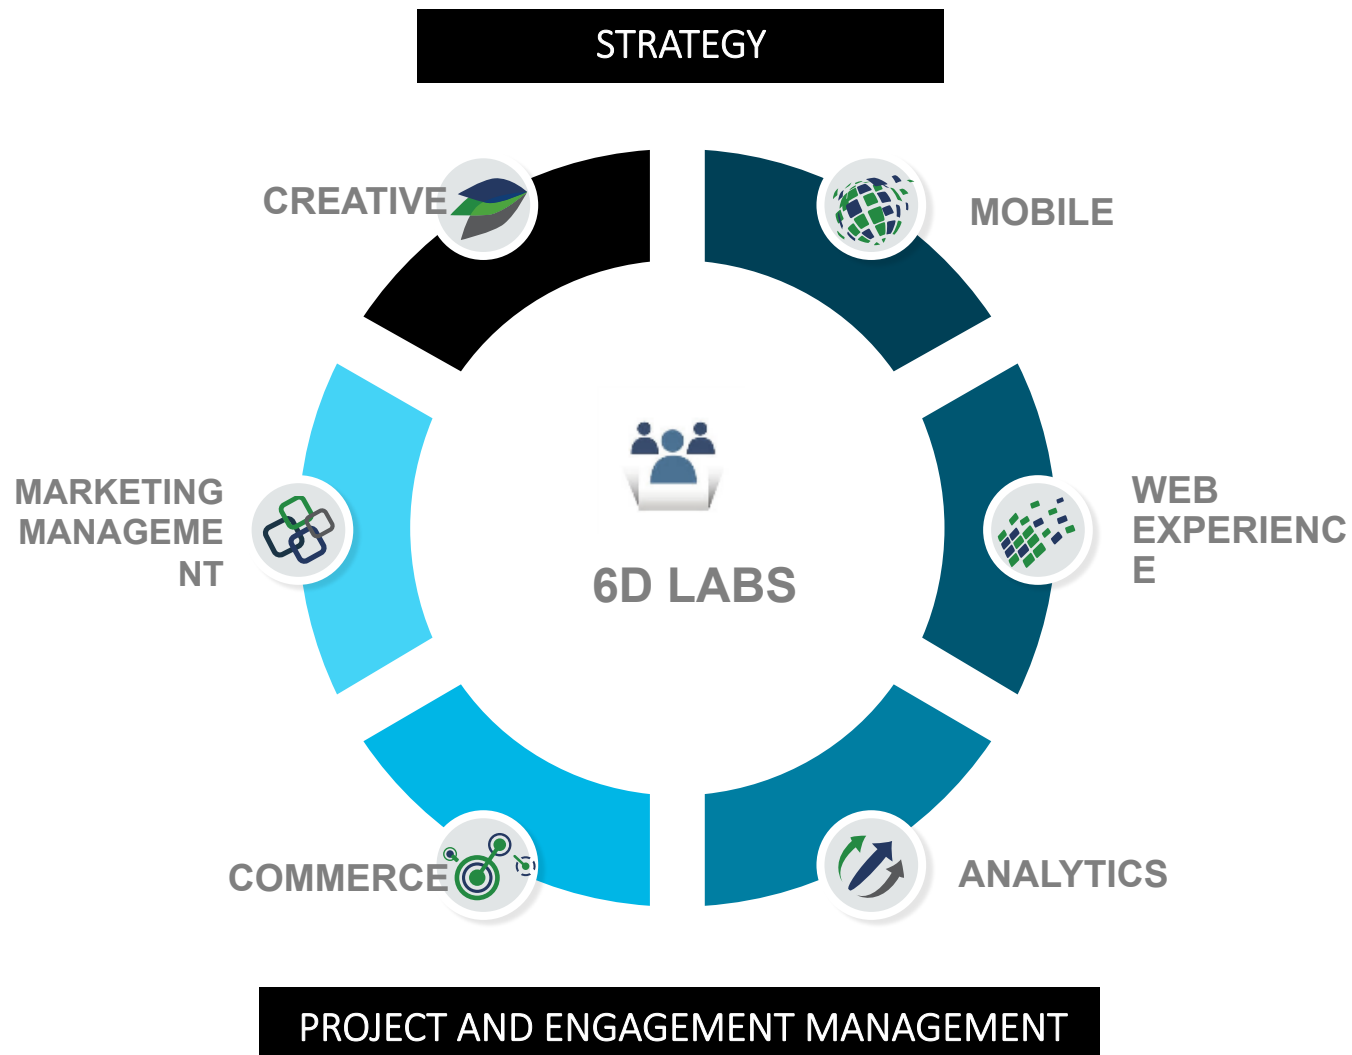 STRATEGY
CREATIVE
MOBILE
MARKETING
MANAGEME
NT
WEB
EXPERIENC
E
6D LABS
COMMERCE
ANALYTICS
PROJECT AND ENGAGEMENT MANAGEMENT